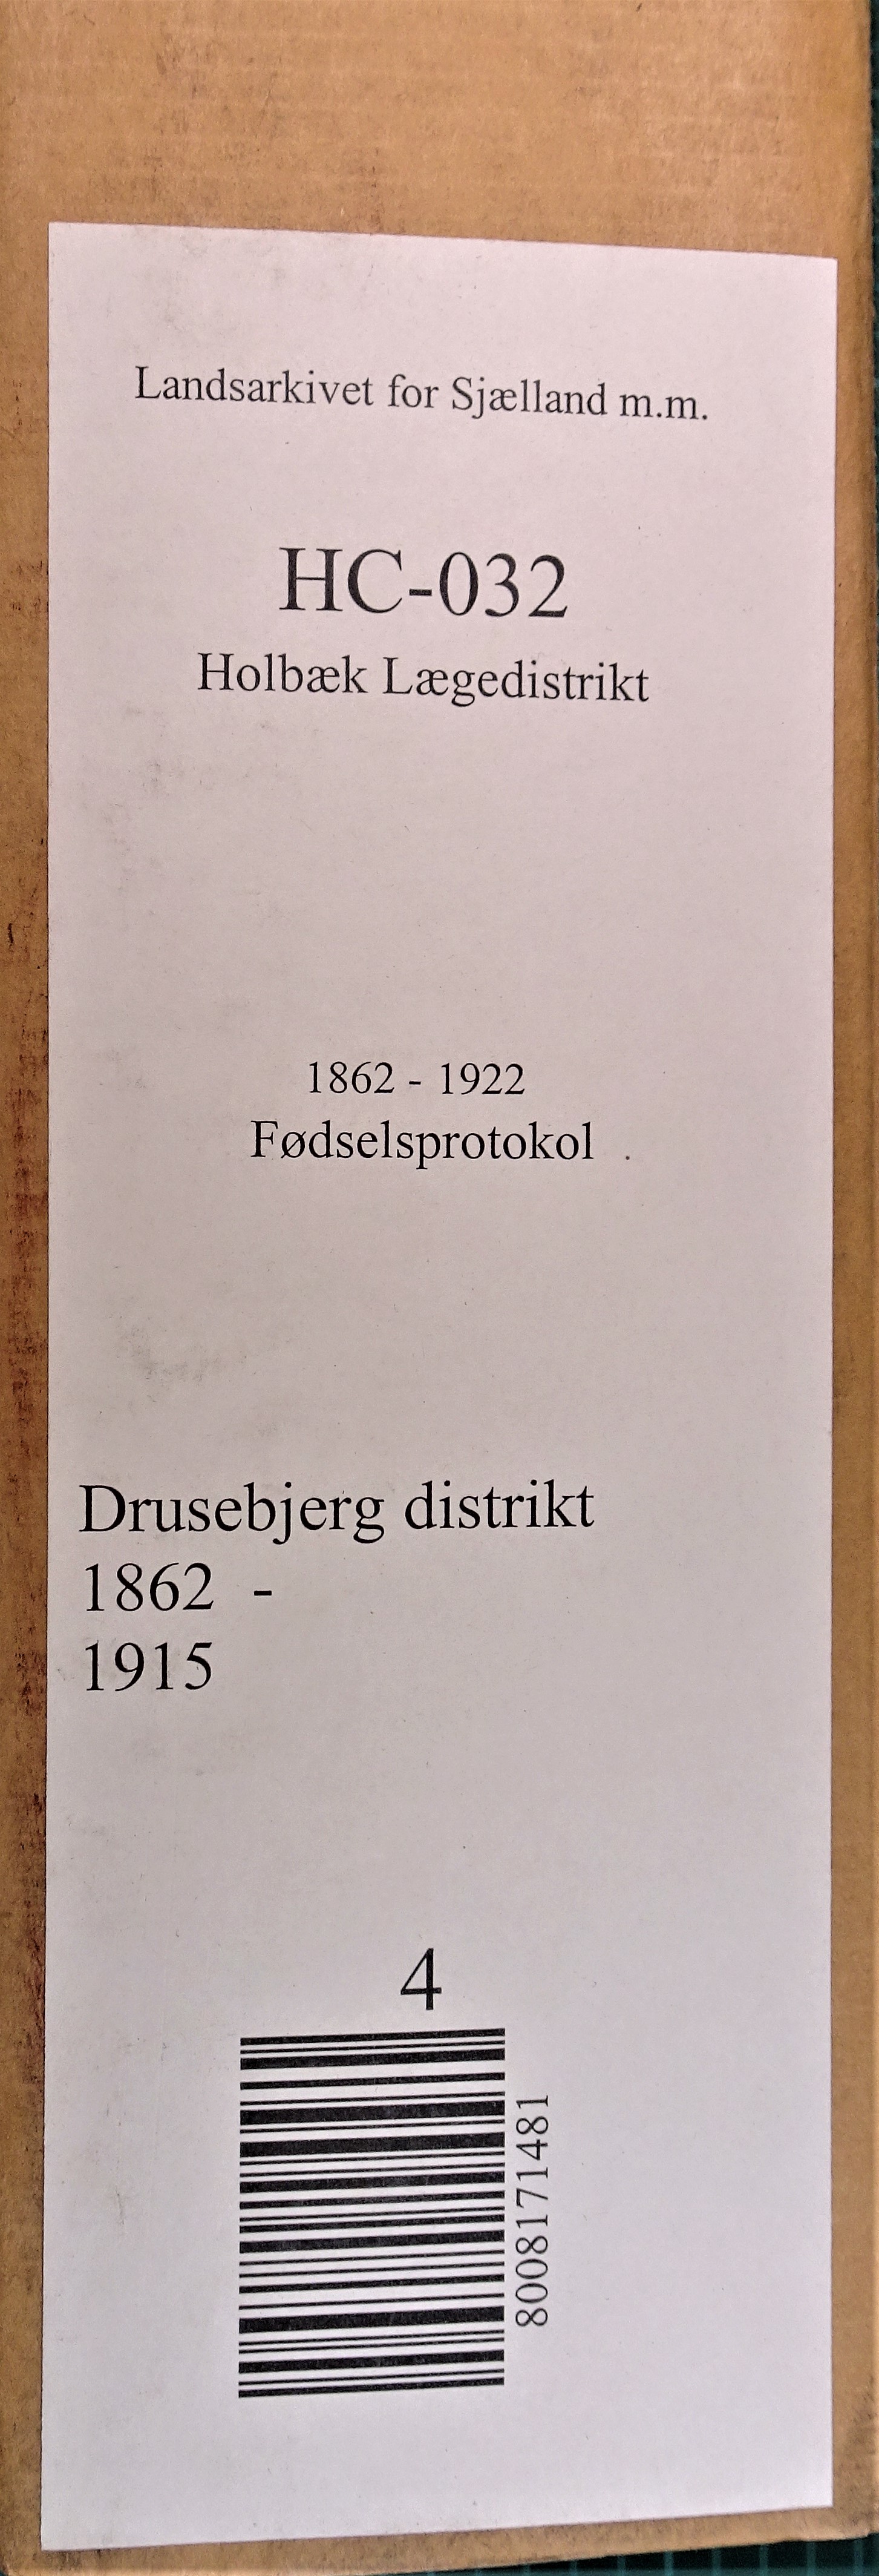 Landsarkivet for Sjælland m.m.
HC-032
Holbæk Lægedistrikt
1862 - 1922
Fødselsprotokol
Drusebjerg distrikt
1862 -
1915
4
8008171481